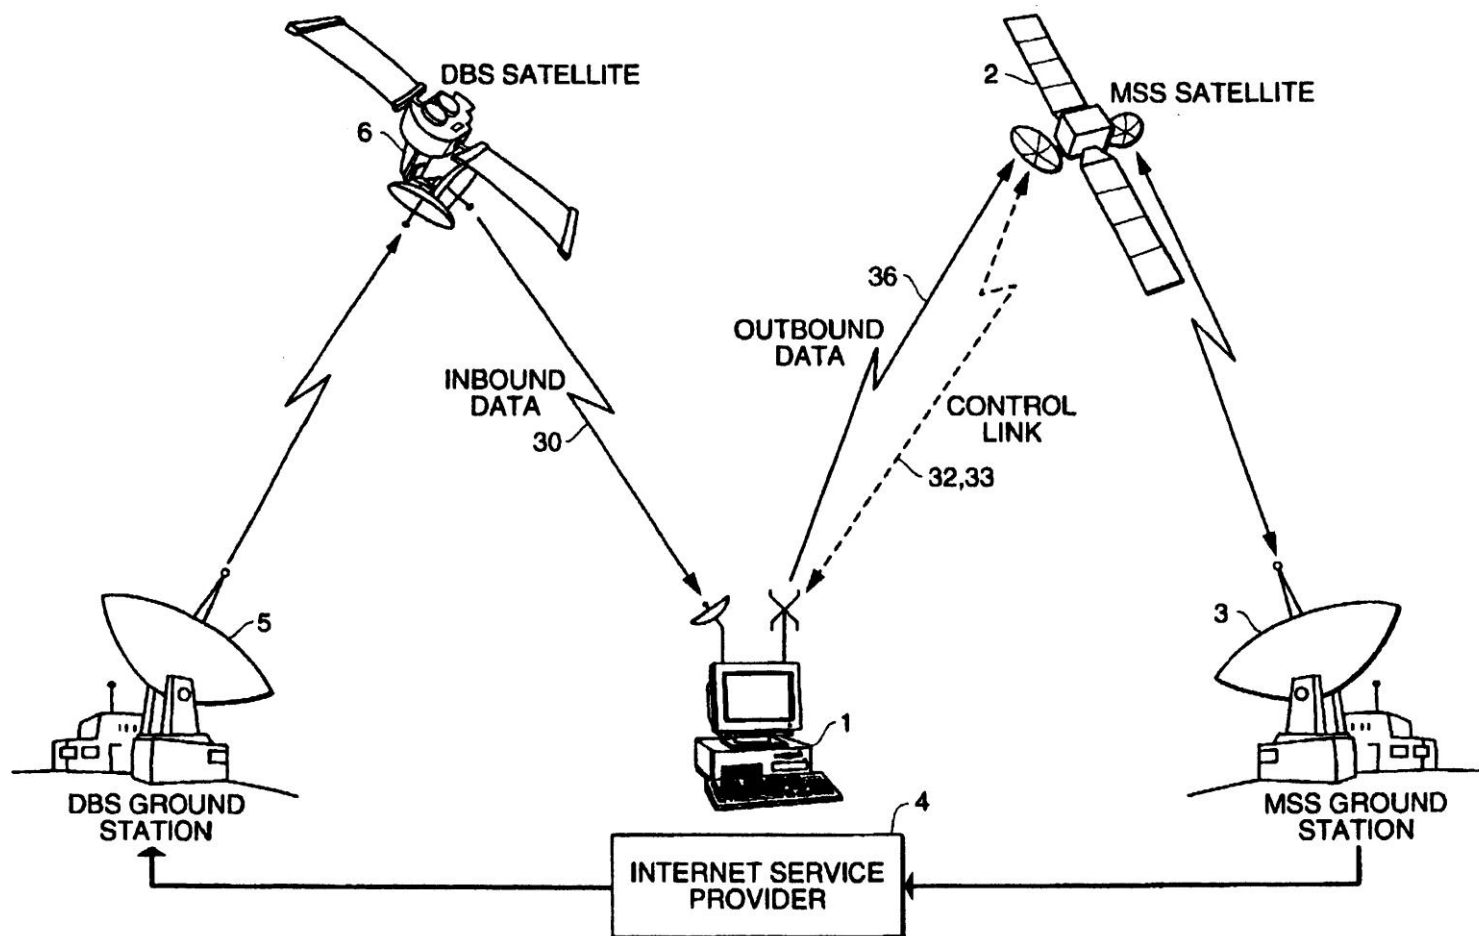 DBS SATELLITE
6
2
MSS SATELLITE
36
OUTBOUND
DATA
INBOUND
DATA
30
CONTROL
LINK
32,33
5
3
1
DBS GROUND
STATION
MSS GROUND
STATION
4
INTERNET SERVICE
PROVIDER